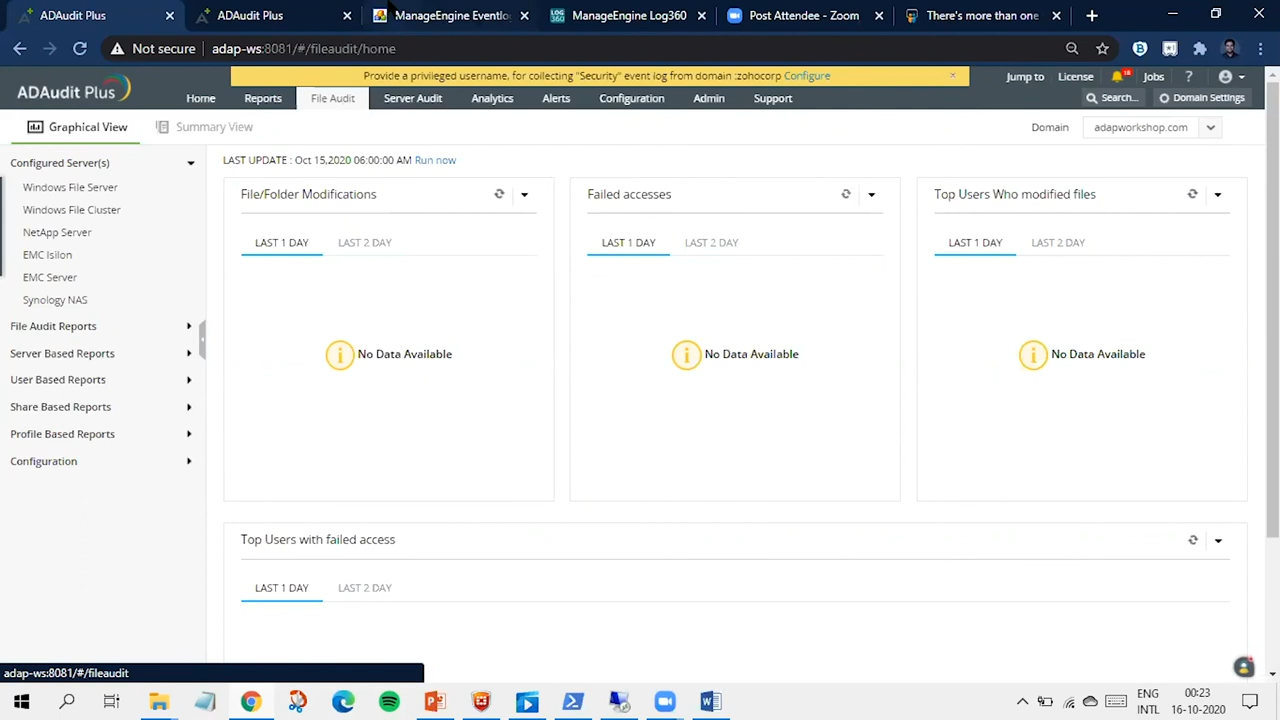 ADAudit Plus
ADAudit Plus
ManageEngine Eventlo
ManageEngine Log360
Post Attendee - Zoom
There's more than one
Not secure
adap-ws:8081/#/fileaudit/home
ADAudit Plus
Provide a privileged username, for collecting "Security" event log from domain :zohocorp Configure
Jump to
License
18
Jobs
?
Home
Reports
File Audit
Server Audit
Analytics
Alerts
Configuration
Admin
Support
Search...
Domain Settings
Graphical View
Summary View
Domain
adapworkshop.com
Configured Server(s)
Windows File Server
Windows File Cluster
NetApp Server
EMC Isilon
EMC Server
Synology NAS
File Audit Reports
Server Based Reports
User Based Reports
Share Based Reports
Profile Based Reports
Configuration
LAST UPDATE : Oct 15,2020 06:00:00 AM Run now
File/Folder Modifications
LAST 1 DAY
LAST 2 DAY
No Data Available
Failed accesses
LAST 1 DAY
LAST 2 DAY
No Data Available
Top Users Who modified files
LAST 1 DAY
LAST 2 DAY
No Data Available
Top Users with failed access
LAST 1 DAY
LAST 2 DAY
adap-ws:8081/#/fileaudit
ENG
INTL
00:23
16-10-2020